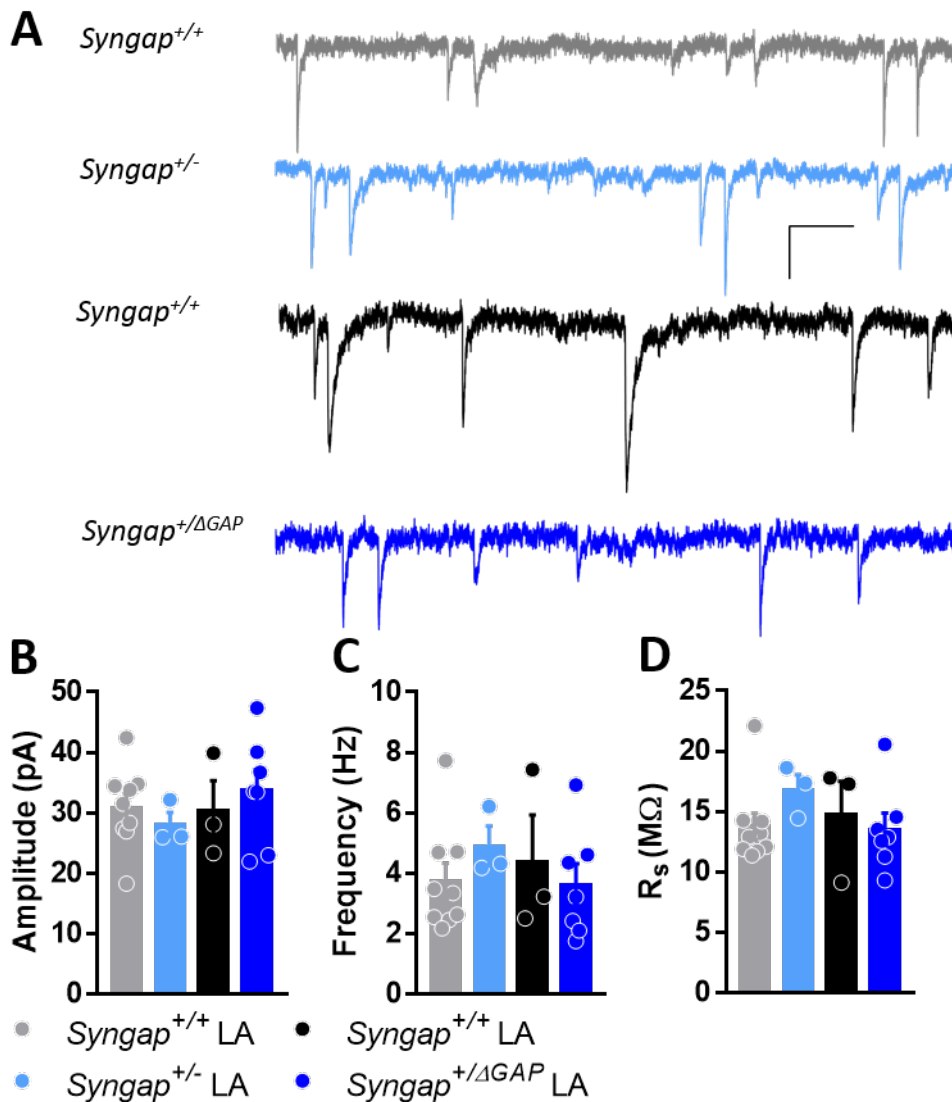 A
Syngap+/+
Syngap+/-
Syngap+/+
Syngap+/ΔGAP
B
C
D
Amplitude (pA)
50
40
30
20
10
0
Frequency (Hz)
10
8
6
4
2
0
Rs (MΩ)
25
20
15
10
5
0
Syngap+/+ LA
Syngap+/+ LA
Syngap+/- LA
Syngap+/ΔGAP LA